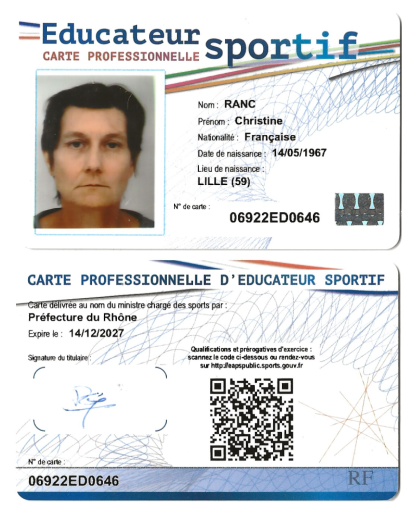 Educateur sportif
CARTE PROFESSIONNELLE
Nom : RANC
Prénom : Christine
Nationalité : Française
Date de naissance : 14/05/1967
Lieu de naissance :
LILLE (59)
N° de carte : 06922ED0646
CARTE PROFESSIONNELLE D'EDUCATEUR SPORTIF
Carte délivrée au nom du ministre chargé des sports par :
Préfecture du Rhône
Expire le : 14/12/2027
Signature du titulaire :
Qualifications et prérogatives d'exercice :
scannez le code ci-dessous ou rendez-vous
sur http://eapspublic.sports.gouv.fr
N° de carte :
06922ED0646
RF